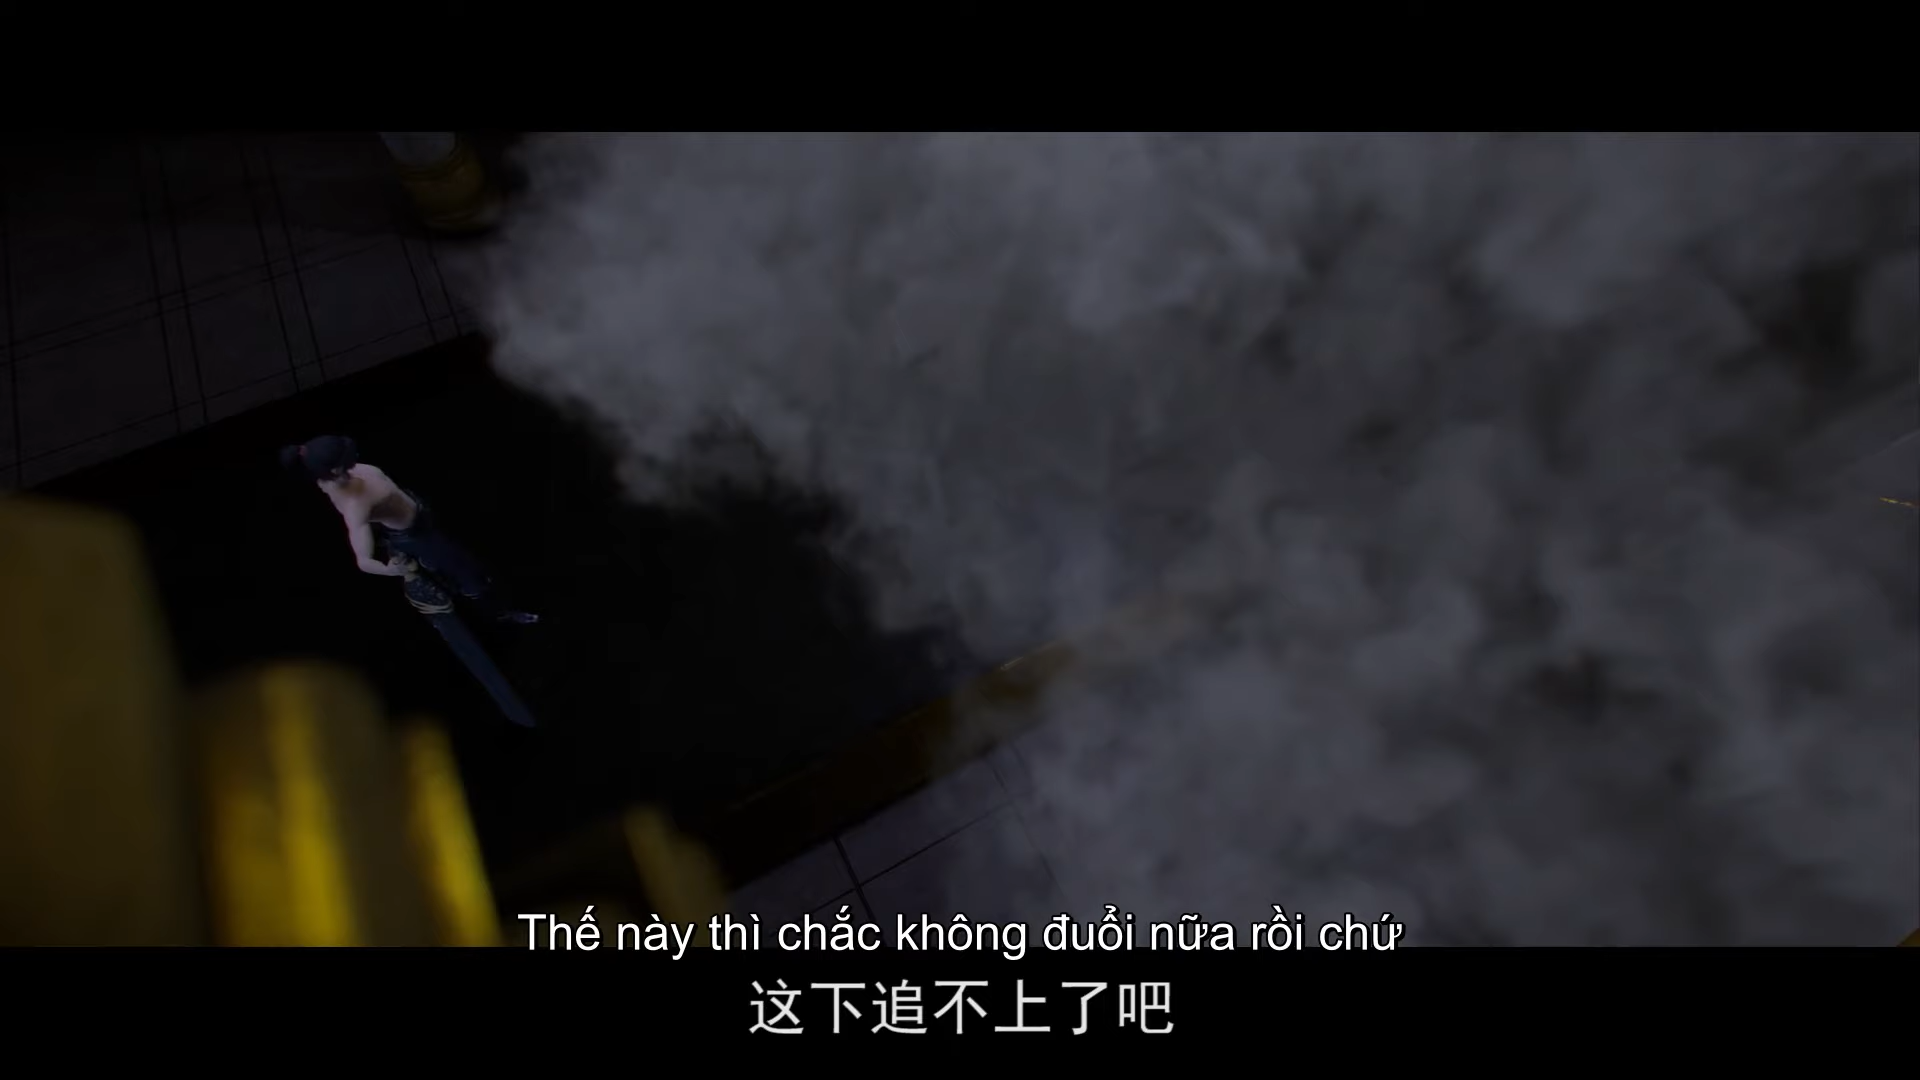 Thế này thì chắc không đuổi nữa rồi chứ
这下追不上了吧